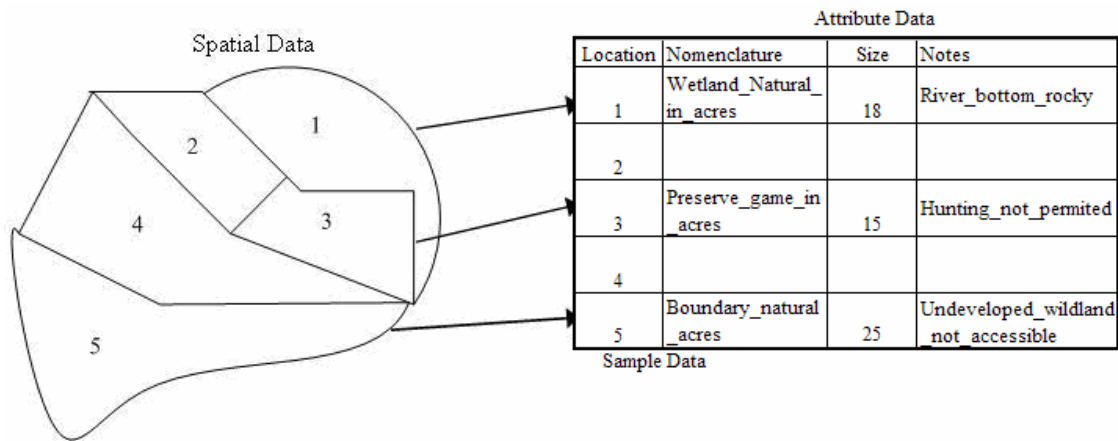 Spatial Data
1
2
3
4
5
Attribute Data
Location Nomenclature Size Notes
1 Wetland_Natural_ 18 River_bottom_rocky
in_acres
2
3 Preserve_game_in 15 Hunting_not_permited
_acres
4
5 Boundary_natural 25 Undeveloped_wildland
_acres _not_accessible
Sample Data